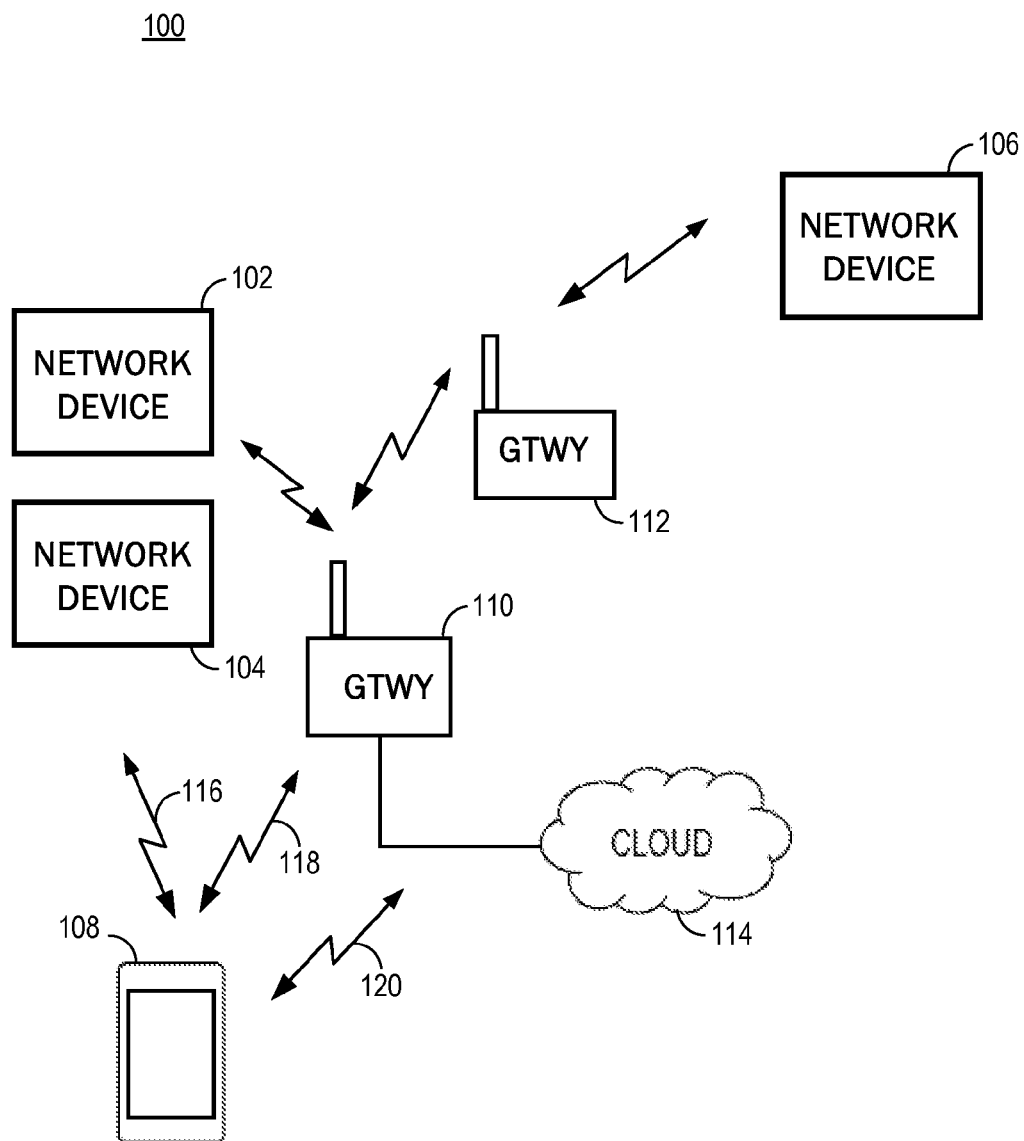 100
106
NETWORK
DEVICE
102
NETWORK
DEVICE
GTWY
112
NETWORK
DEVICE
104
110
GTWY
116
118
CLOUD
114
108
120